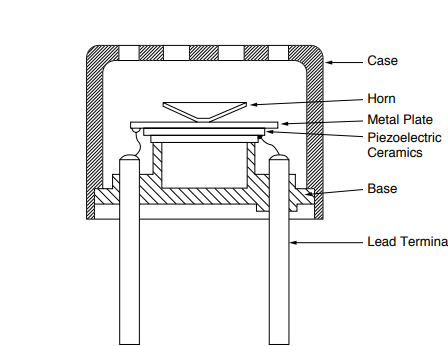 Case
Horn
Metal Plate
Piezoelectric
Ceramics
Base
Lead Termina